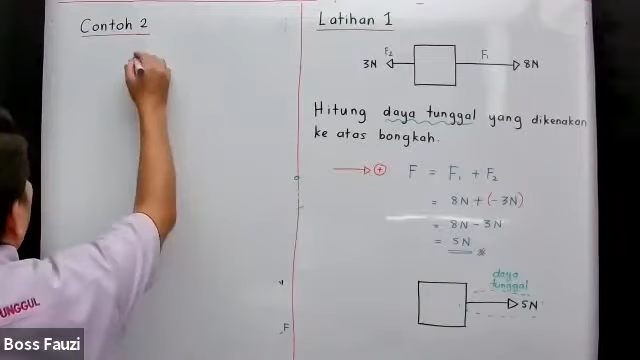 Contoh 2
Latihan 1
3N F₂ F₁ 8N
Hitung daya tunggal yang dikenakan
ke atas bongkah.
+ F = F₁ + F₂
= 8N + (-3N)
= 8N - 3N
= 5N
daya
tunggal
5N
F
UNGGUL
Boss Fauzi